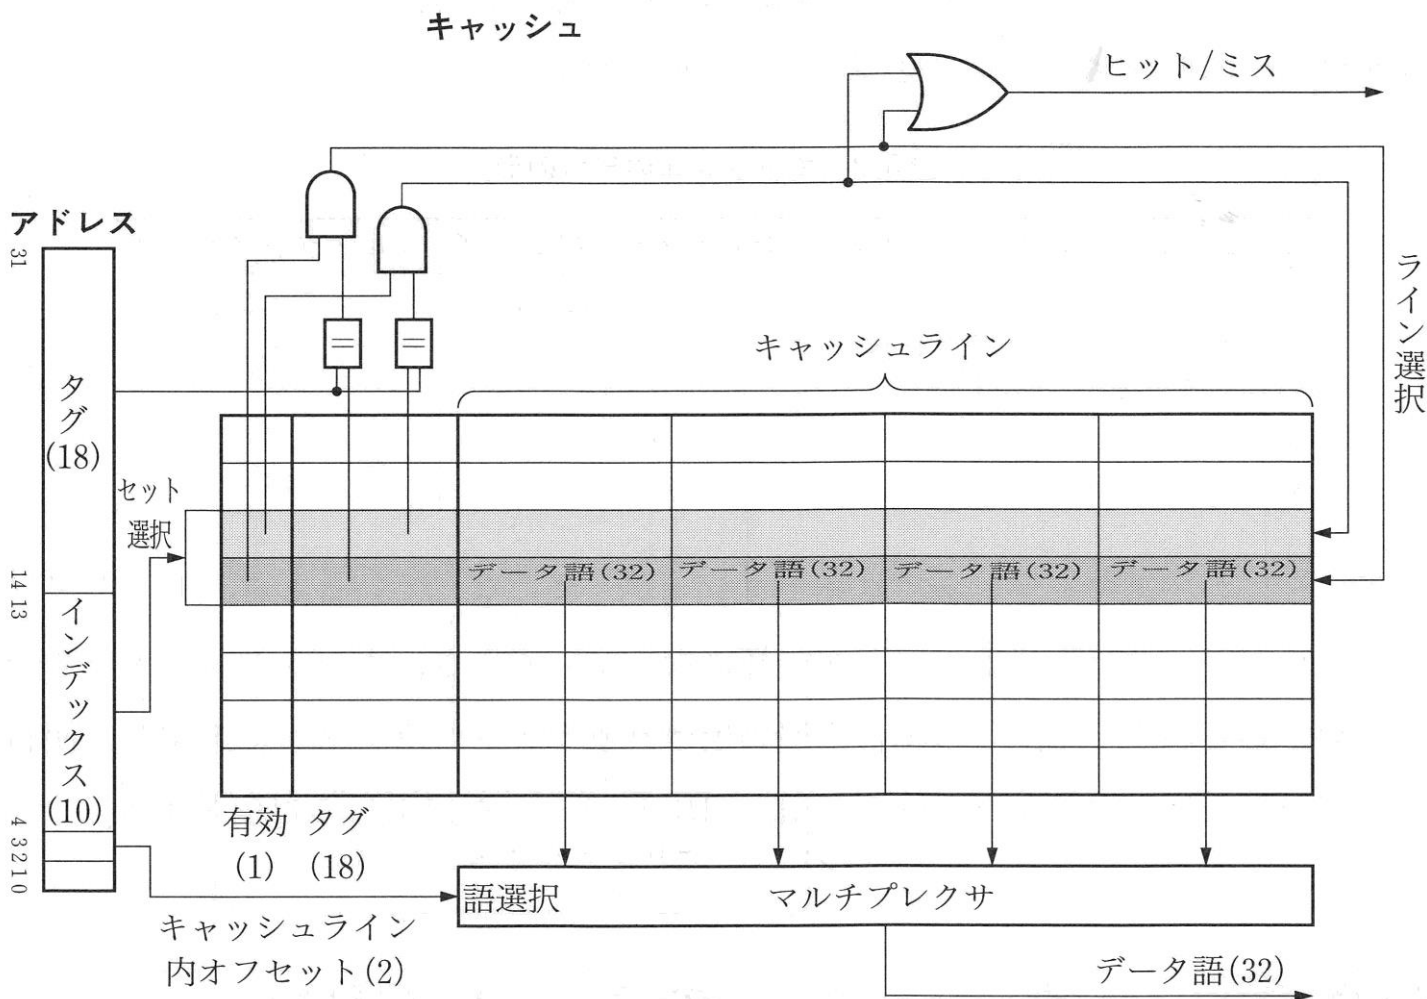 キャッシュ
ヒット/ミス
アドレス
31
タグ
(18)
14 13
インデックス
(10)
4 3 2 1 0
ライン選択
キャッシュライン
セット
選択
データ語(32) データ語(32) データ語(32) データ語(32)
有効 タグ
(1) (18)
語選択 マルチプレクサ
キャッシュライン
内オフセット(2)
データ語(32)